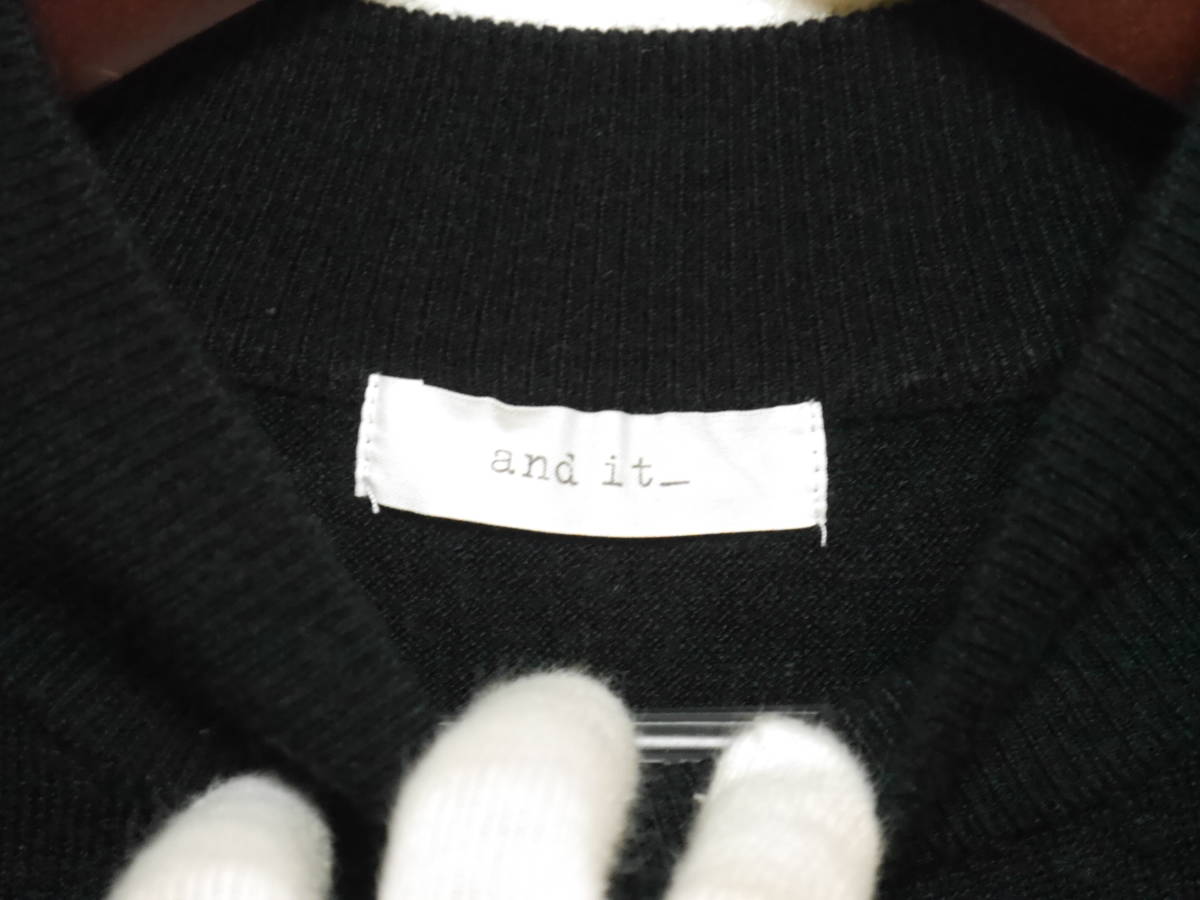 and it_